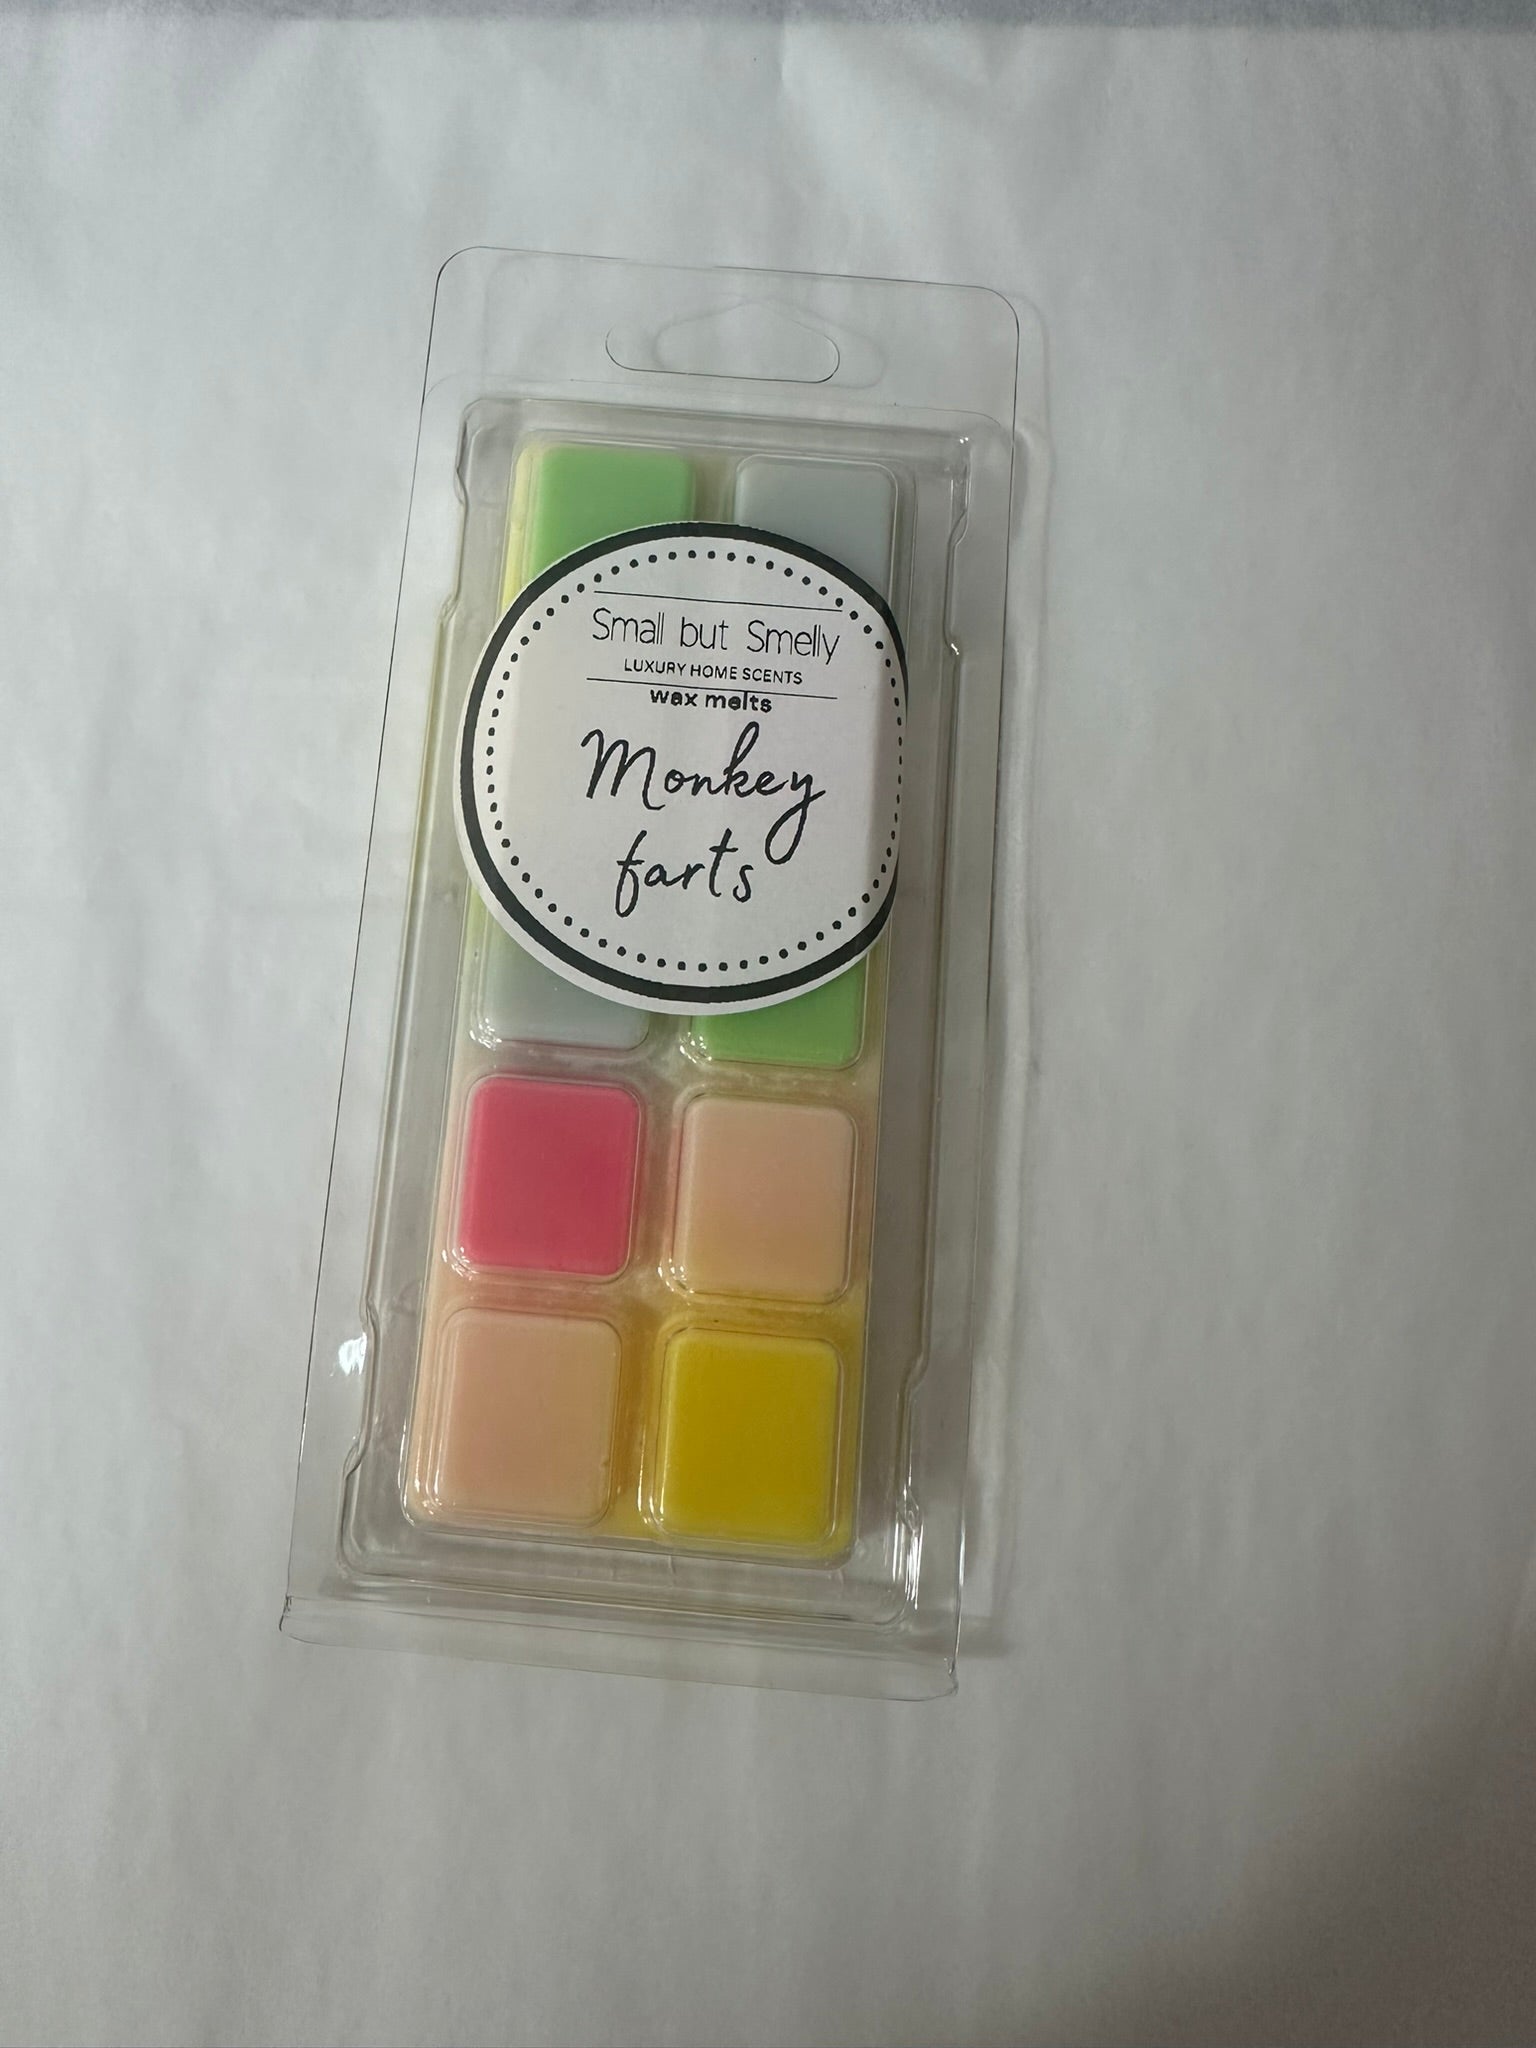 Small but Smelly
LUXURY HOME SCENTS
wax melts
Monkey
farts